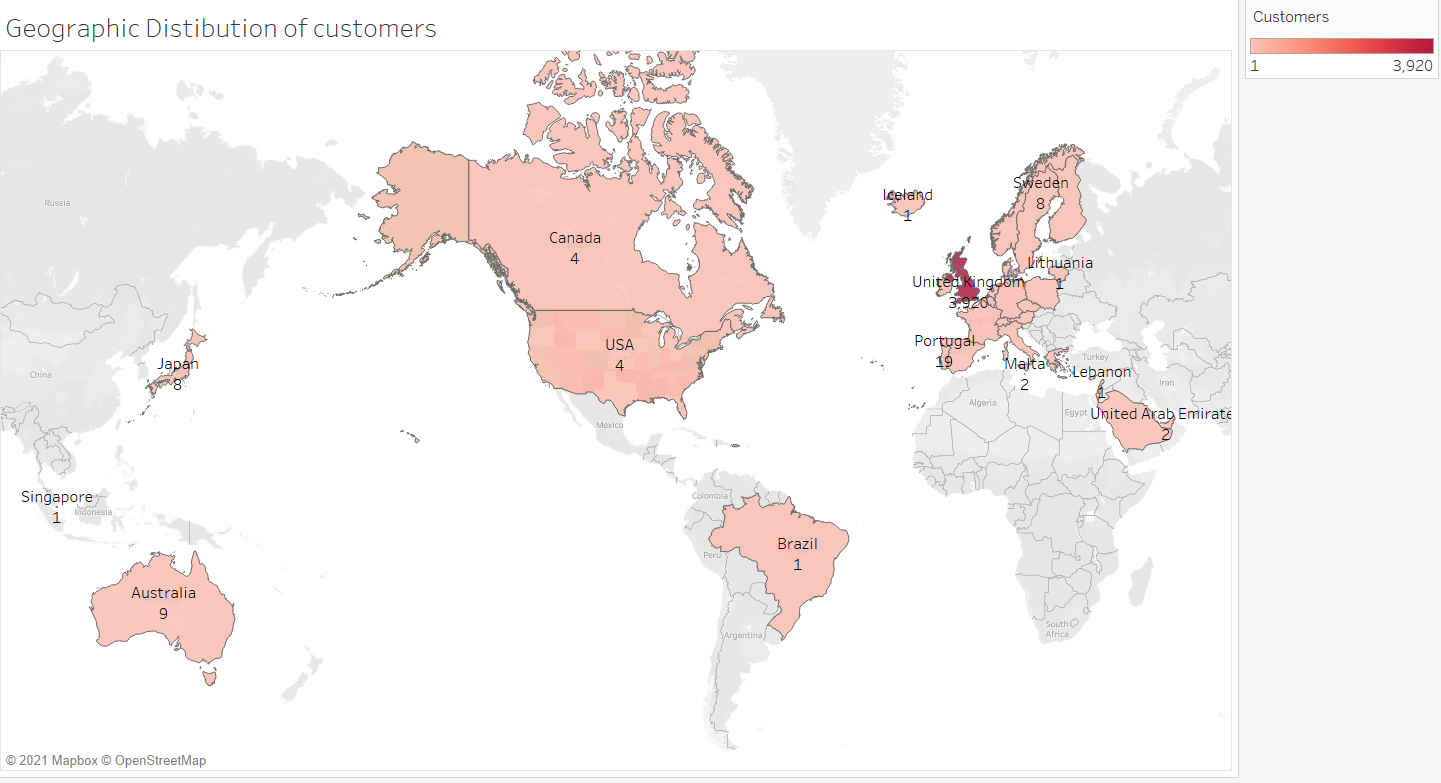 Geographic Distibution of customers
Customers
1
3,920
Russia
Iceland
1
Sweden
8
Canada
4
Lithuania
1
United Kingdom
3,920
USA
4
Portugal
19
Turkey
Malta
2
Lebanon
1
Japan
8
China
Iran
Algeria
Egypt
United Arab Emirate
2
Mexico
Singapore
1
Indonesia
Colombia
Brazil
1
Peru
Australia
9
South
Africa
Argentina
© 2021 Mapbox © OpenStreetMap